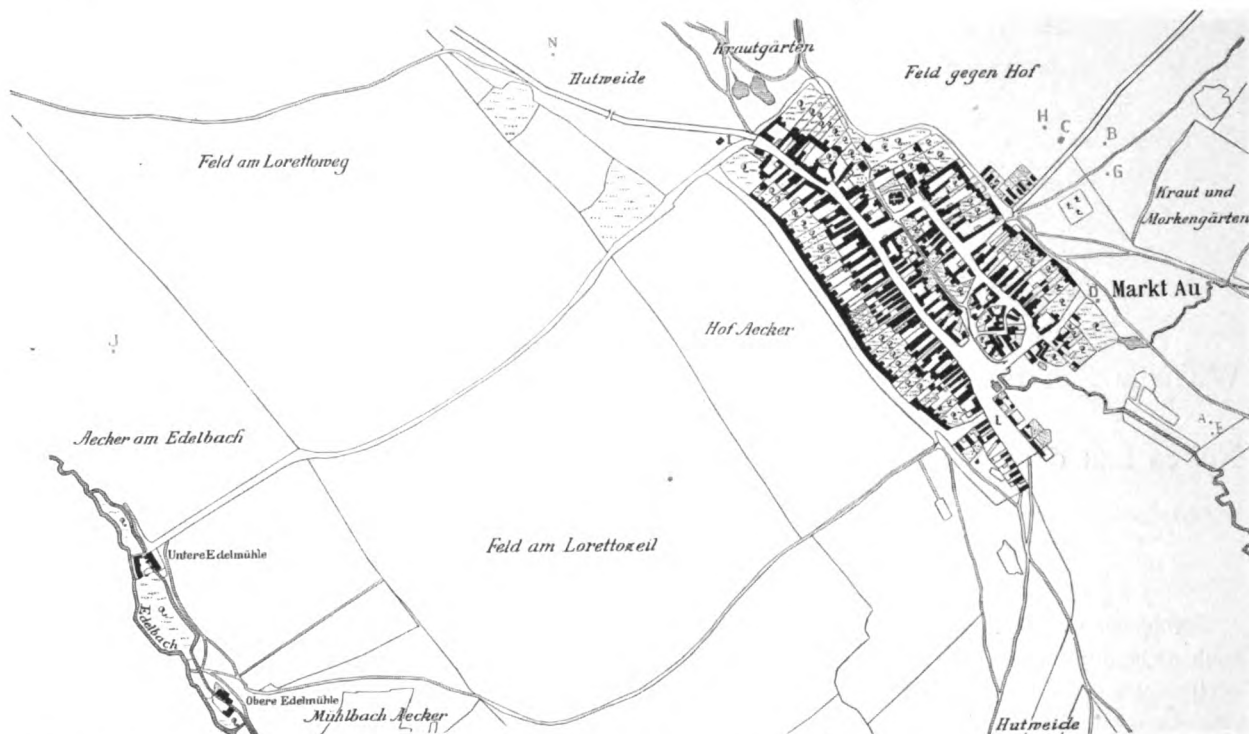 N
Krautgärten
Hutweide
Feld gegen Hof
H
C
B
G
Feld am Lorettoweg
Kraut und
Morkengärten
D
Markt Au
Hof Aecker
J
A
E
L
Aecker am Edelbach
Untere Edelmühle
Feld am Lorettozeil
Edelbach
Obere Edelmühle
Mühlbach Aecker
Hutweide